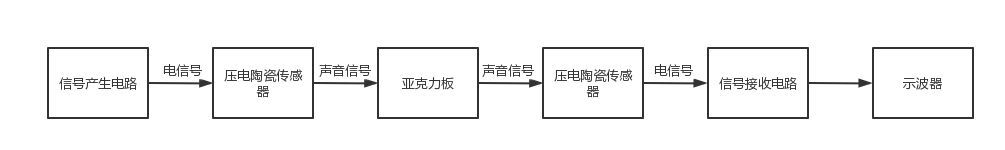 信号产生电路
电信号
压电陶瓷传感
器
声音信号
亚克力板
声音信号
压电陶瓷传感
器
电信号
信号接收电路
示波器